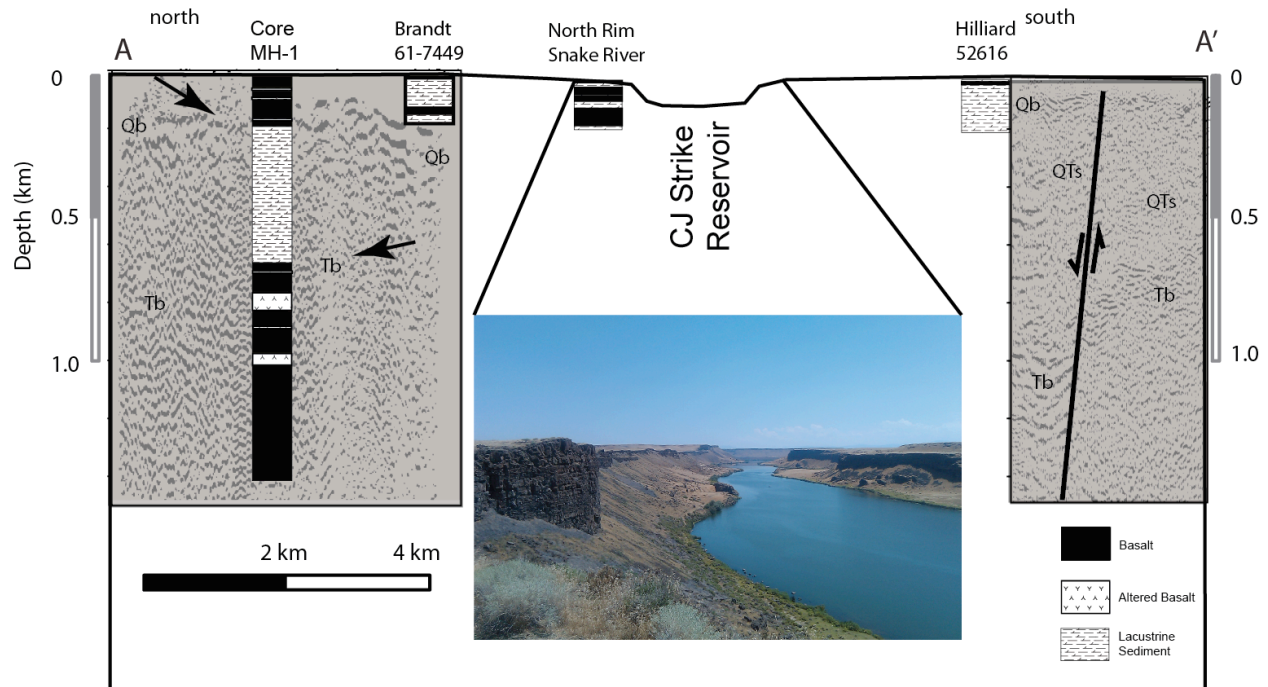 north
south
A
Core
MH-1
Brandt
61-7449
North Rim
Snake River
Hilliard
52616
A'
0
0
Qb
Qb
Qb
QTs
QTs
0.5
0.5
Depth (km)
CJ Strike
Reservoir
Tb
Tb
Tb
Tb
1.0
1.0
2 km
4 km
Basalt
Altered Basalt
Lacustrine
Sediment